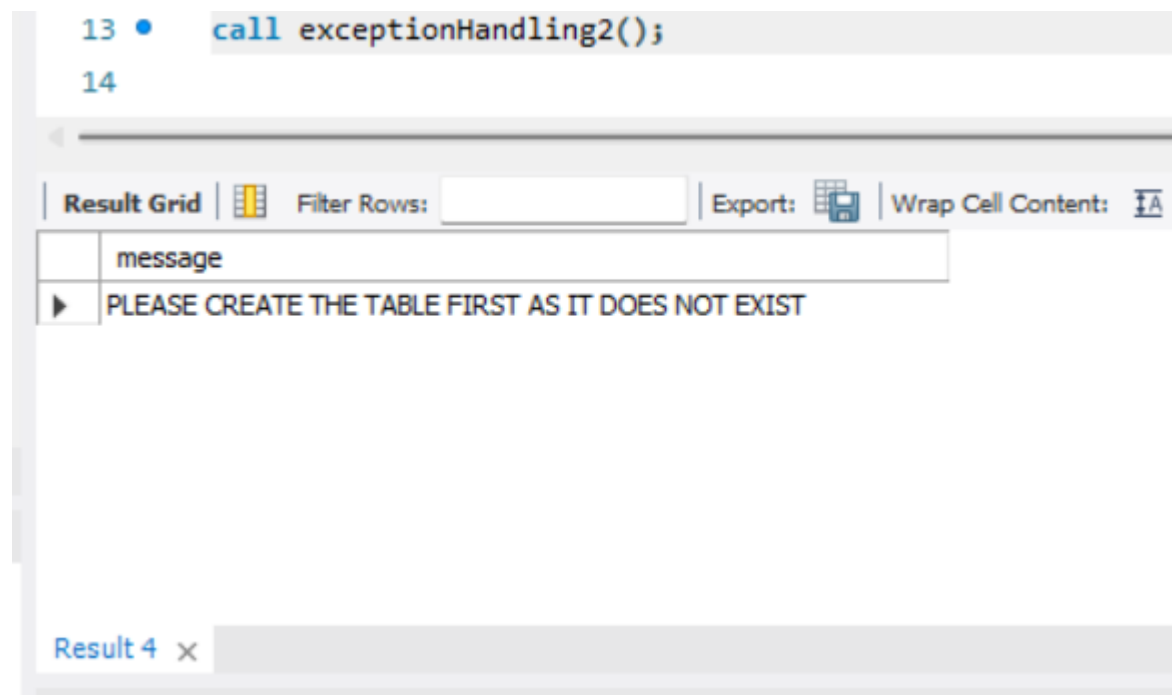 13 call exceptionHandling2();
14
Result Grid Filter Rows: Export: Wrap Cell Content: IA
message
PLEASE CREATE THE TABLE FIRST AS IT DOES NOT EXIST
Result 4 ×